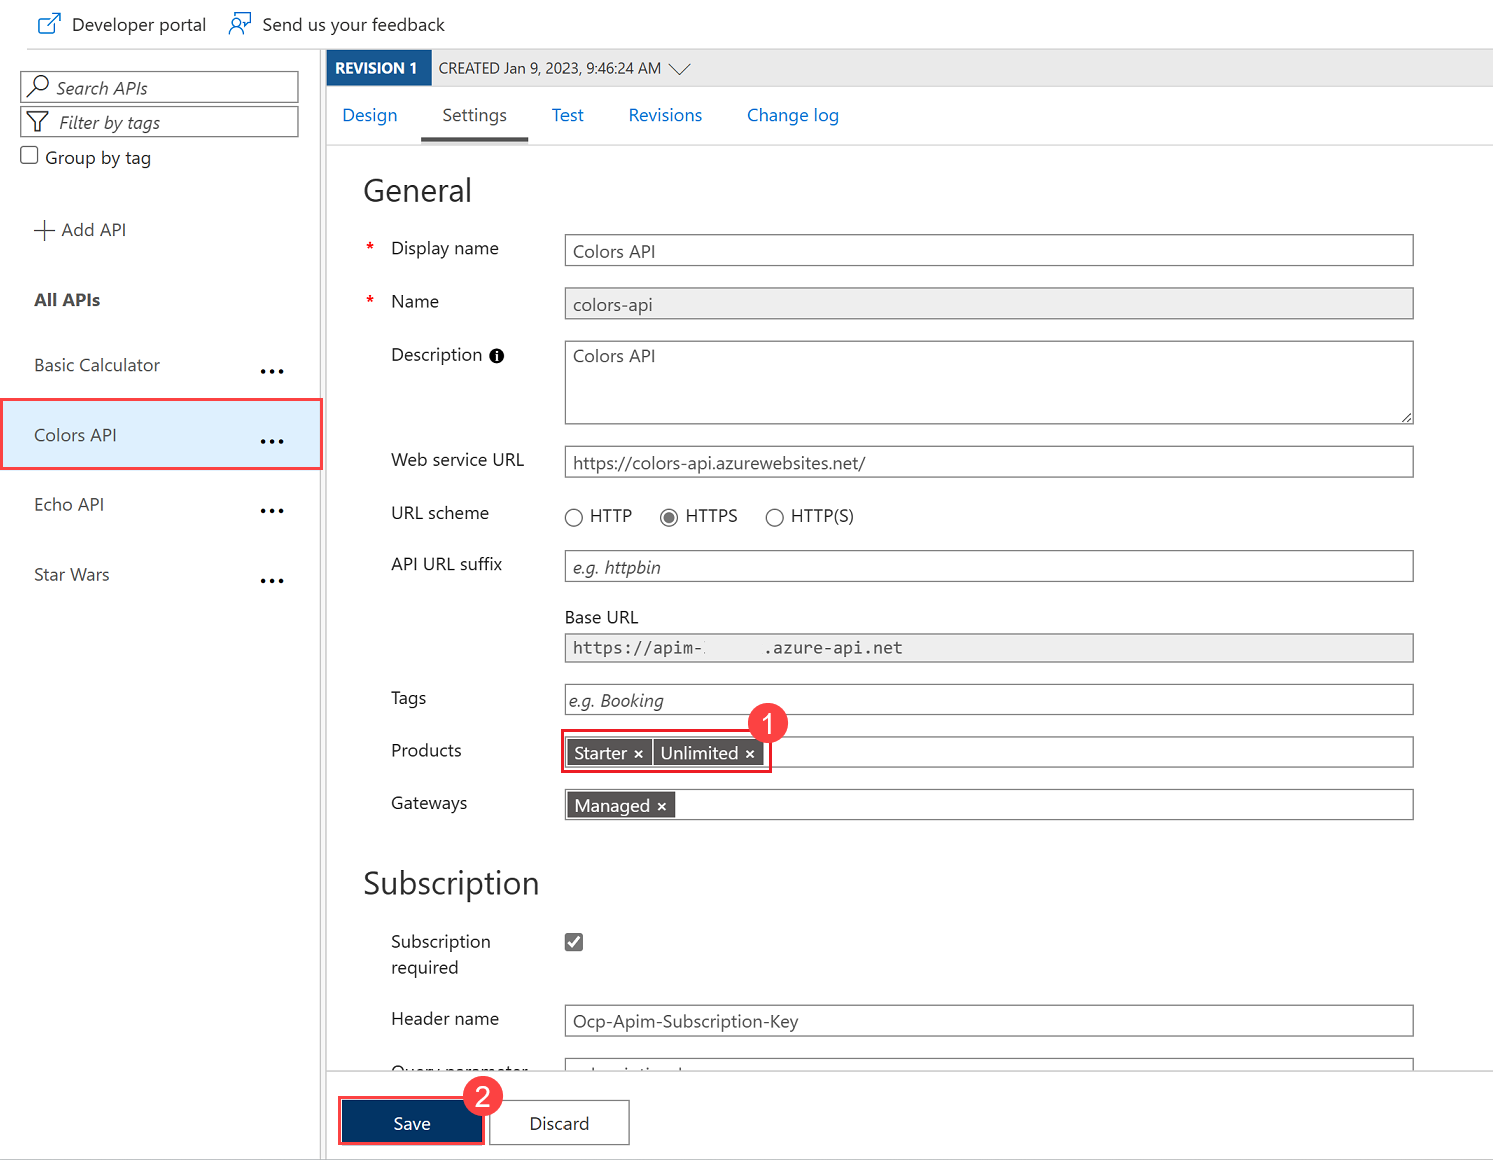 Developer portal Send us your feedback
REVISION 1 CREATED Jan 9, 2023, 9:46:24 AM
Search APIs
Filter by tags
Group by tag
Add API
All APIs
Basic Calculator
Colors API
Echo API
Star Wars
Design Settings Test Revisions Change log
General
* Display name Colors API
* Name colors-api
Description Colors API
Web service URL https://colors-api.azurewebsites.net/
URL scheme HTTP HTTPS HTTP(S)
API URL suffix e.g. httpbin
Base URL
https://apim- .azure-api.net
Tags e.g. Booking
1
Products Starter × Unlimited ×
Gateways Managed ×
Subscription
Subscription
required
Header name Ocp-Apim-Subscription-Key
Query parameter
2
Save Discard